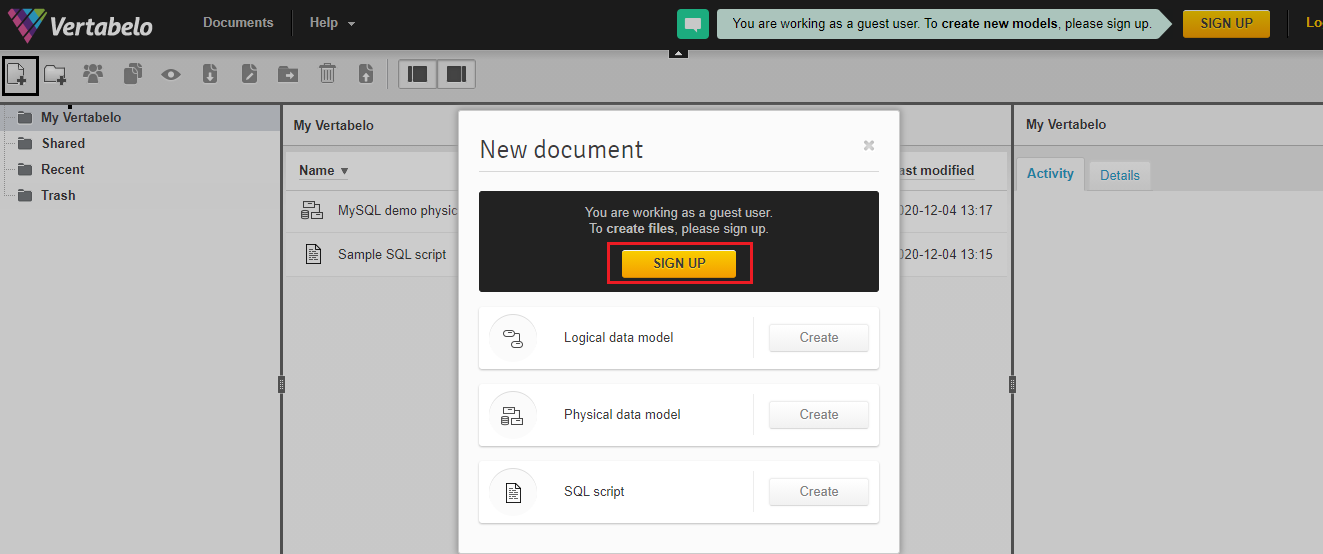 Vertabelo
Documents
Help
You are working as a guest user. To create new models, please sign up.
SIGN UP
My Vertabelo
Shared
Recent
Trash
My Vertabelo
Name
MySQL demo physic
Sample SQL script
ast modified
020-12-04 13:17
020-12-04 13:15
New document
You are working as a guest user.
To create files, please sign up.
SIGN UP
Logical data model
Create
Physical data model
Create
SQL script
Create
My Vertabelo
Activity
Details